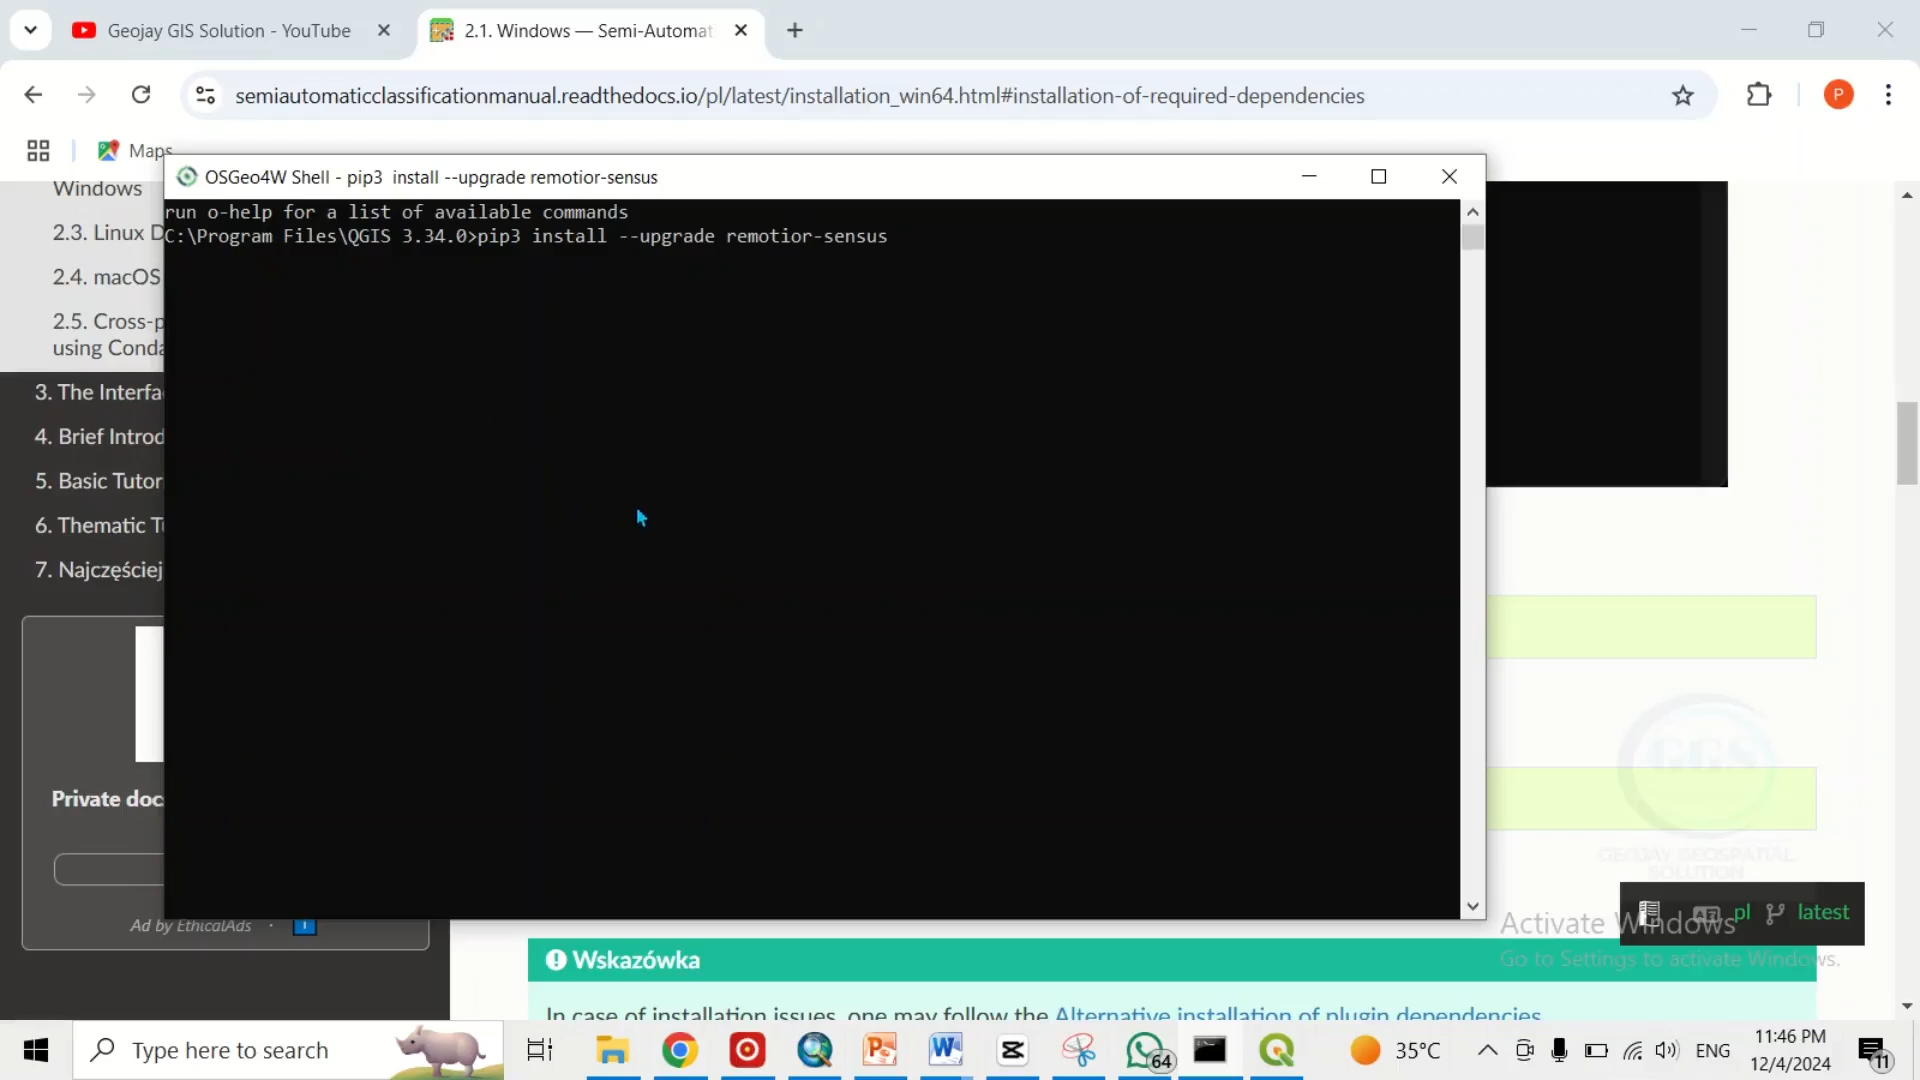 Geojay GIS Solution - YouTube
2.1. Windows — Semi-Automat
semiautomaticclassificationmanual.readthedocs.io/pl/latest/installation_win64.html#installation-of-required-dependencies
P
Maps
OSGeo4W Shell - pip3  install --upgrade remotior-sensus
run o-help for a list of available commands
C:\Program Files\QGIS 3.34.0>pip3 install --upgrade remotior-sensus
Windows
2.3. Linux D
2.4. macOS
2.5. Cross-p
using Conda
3. The Interfa
4. Brief Introd
5. Basic Tutor
6. Thematic T
7. Najczęściej
Private doc
Ad by EthicalAds ·
GGS
GEOJAY GEOSPATIAL
SOLUTION
pl latest
Activate Windows
Go to Settings to activate Windows.
Wskazówka
In case of installation issues, one may follow the Alternative installation of plugin dependencies
Type here to search
64
35°C
ENG
11:46 PM
12/4/2024
11